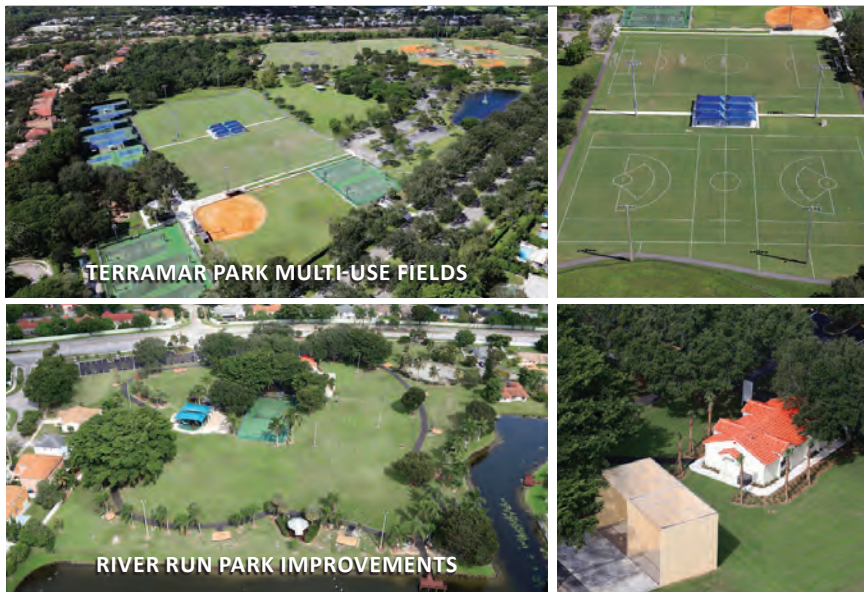 TERRAMAR PARK MULTI-USE FIELDS
RIVER RUN PARK IMPROVEMENTS